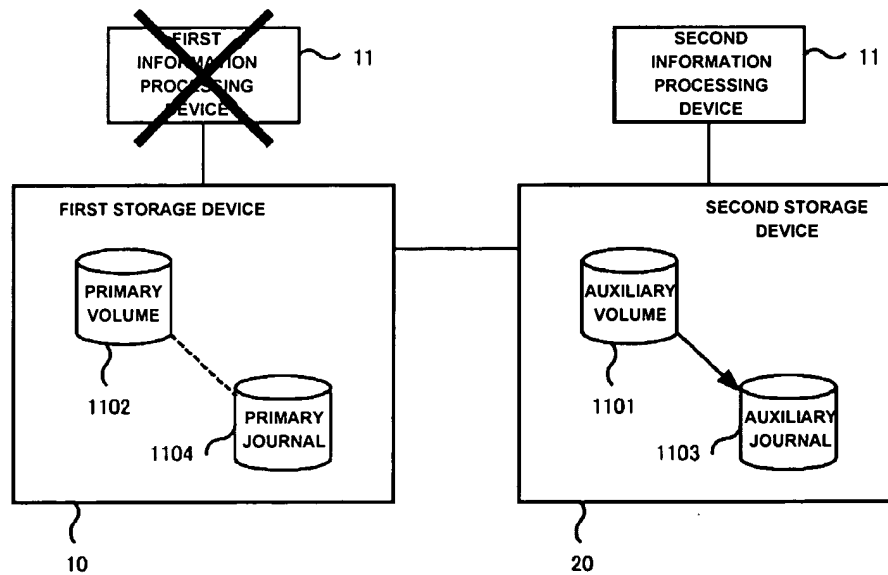 FIRST
INFORMATION
PROCESSING
DEVICE
11
SECOND
INFORMATION
PROCESSING
DEVICE
11
FIRST STORAGE DEVICE
PRIMARY
VOLUME
1102
PRIMARY
JOURNAL
1104
10
SECOND STORAGE
DEVICE
AUXILIARY
VOLUME
1101
AUXILIARY
JOURNAL
1103
20